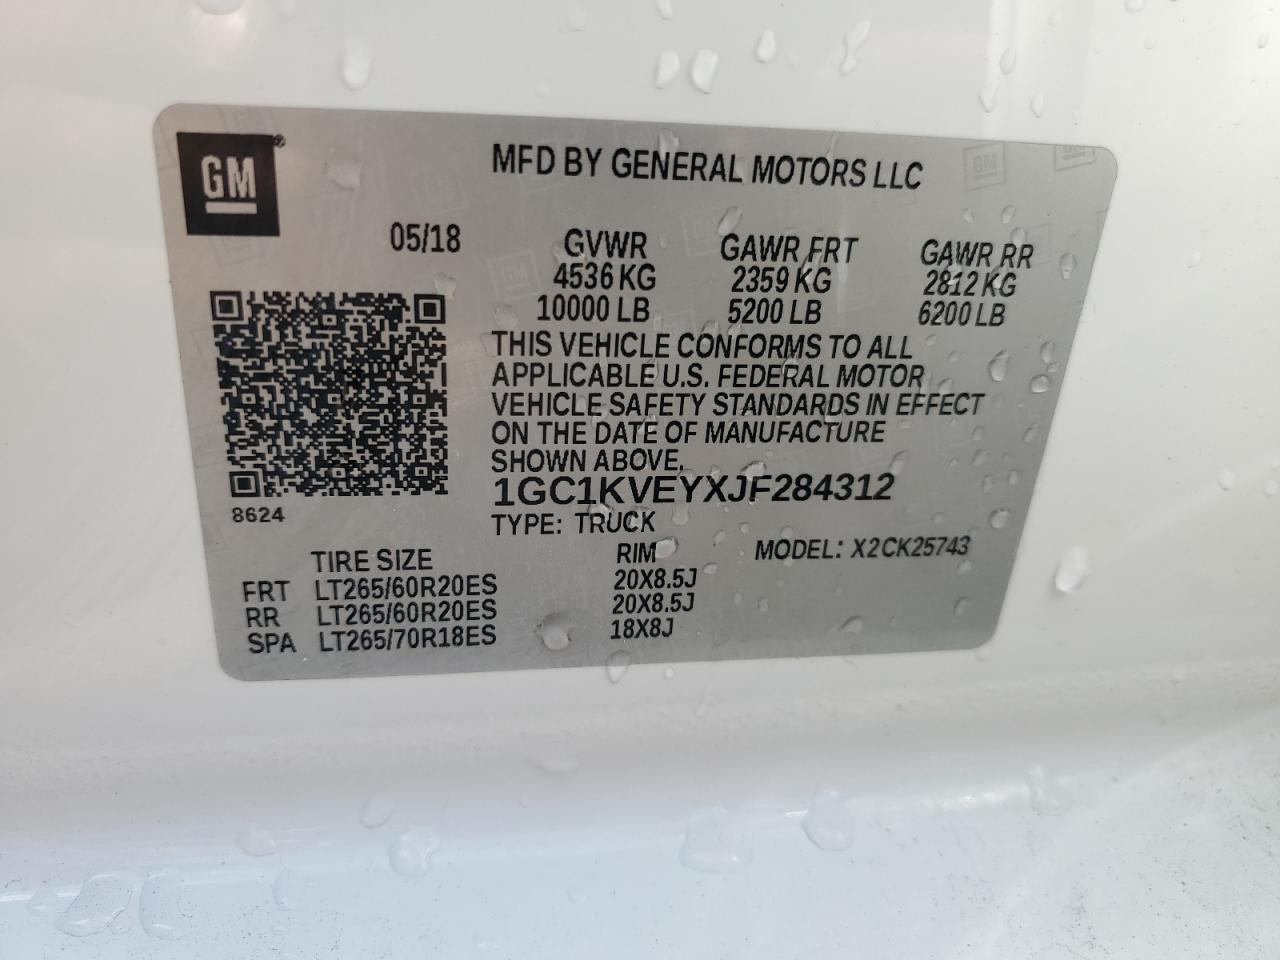 GM®
MFD BY GENERAL MOTORS LLC
05/18
GVWR GAWR FRT GAWR RR
4536 KG 2359 KG 2812 KG
10000 LB 5200 LB 6200 LB
THIS VEHICLE CONFORMS TO ALL
APPLICABLE U.S. FEDERAL MOTOR
VEHICLE SAFETY STANDARDS IN EFFECT
ON THE DATE OF MANUFACTURE
SHOWN ABOVE.
1GC1KVEYXJF284312
8624
TYPE: TRUCK
TIRE SIZE RIM MODEL: X2CK25743
FRT LT265/60R20ES 20X8.5J
RR LT265/60R20ES 20X8.5J
SPA LT265/70R18ES 18X8J